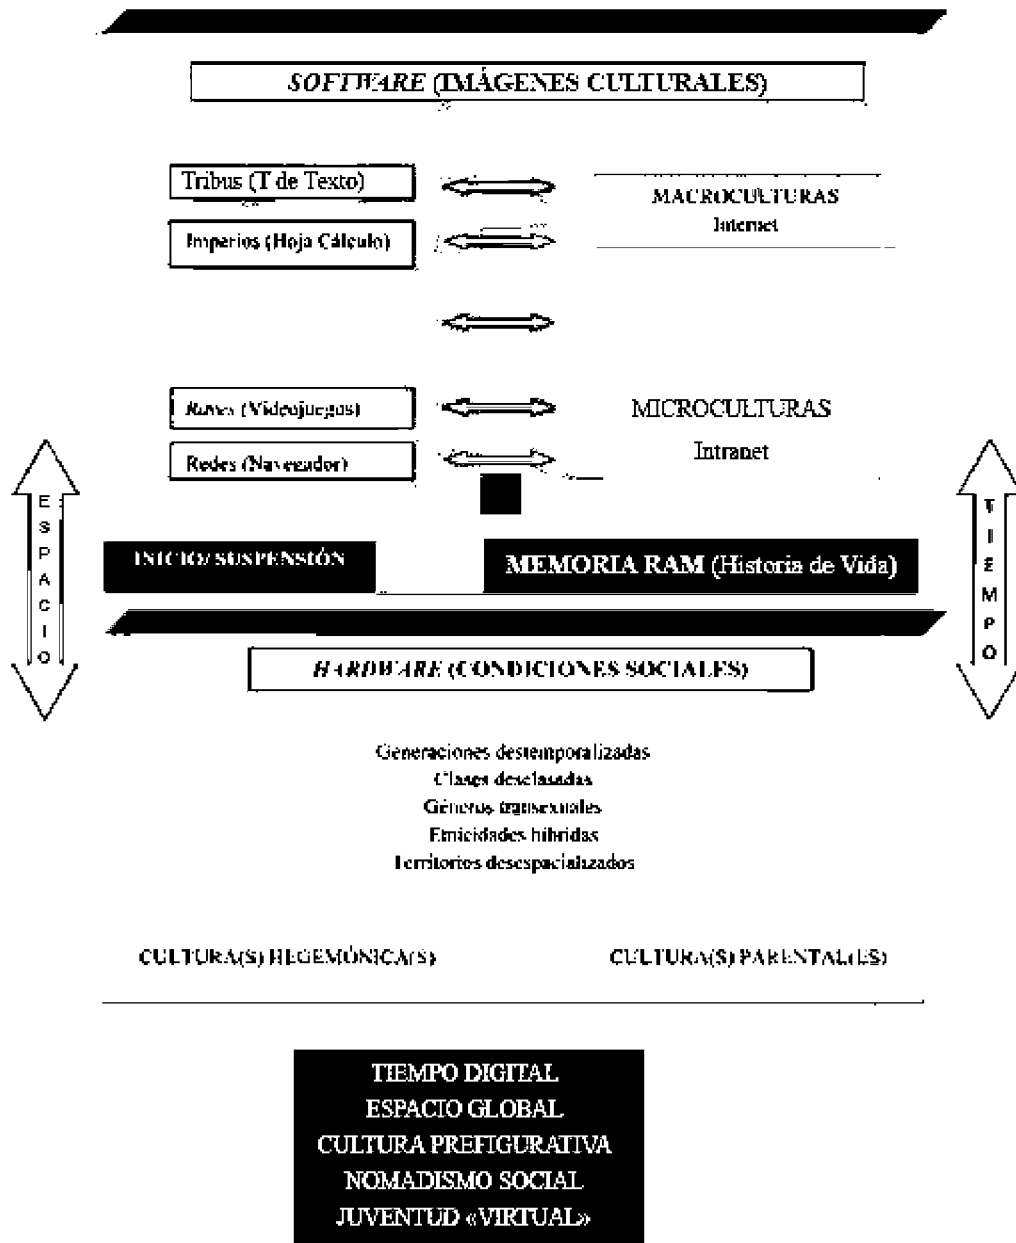 SOFTWARE (IMÁGENES CULTURALES)
Tribus (T de Texto)
MACROCULTURAS
Internet
Imperios (Hoja Cálculo)
Raves (Videojuegos)
MICROCULTURAS
Redes (Navegador)
Intranet
ESPACIO
TIEMPO
INICIO/ SUSPENSIÓN
MEMORIA RAM (Historia de Vida)
HARDWARE (CONDICIONES SOCIALES)
Generaciones destemporalizadas
Clases desclasadas
Géneros transexuales
Etnicidades híbridas
Territorios desespacializados
CULTURA(S) HEGEMÓNICA(S)
CULTURA(S) PARENTAL(ES)
TIEMPO DIGITAL
ESPACIO GLOBAL
CULTURA PREFIGURATIVA
NOMADISMO SOCIAL
JUVENTUD «VIRTUAL»